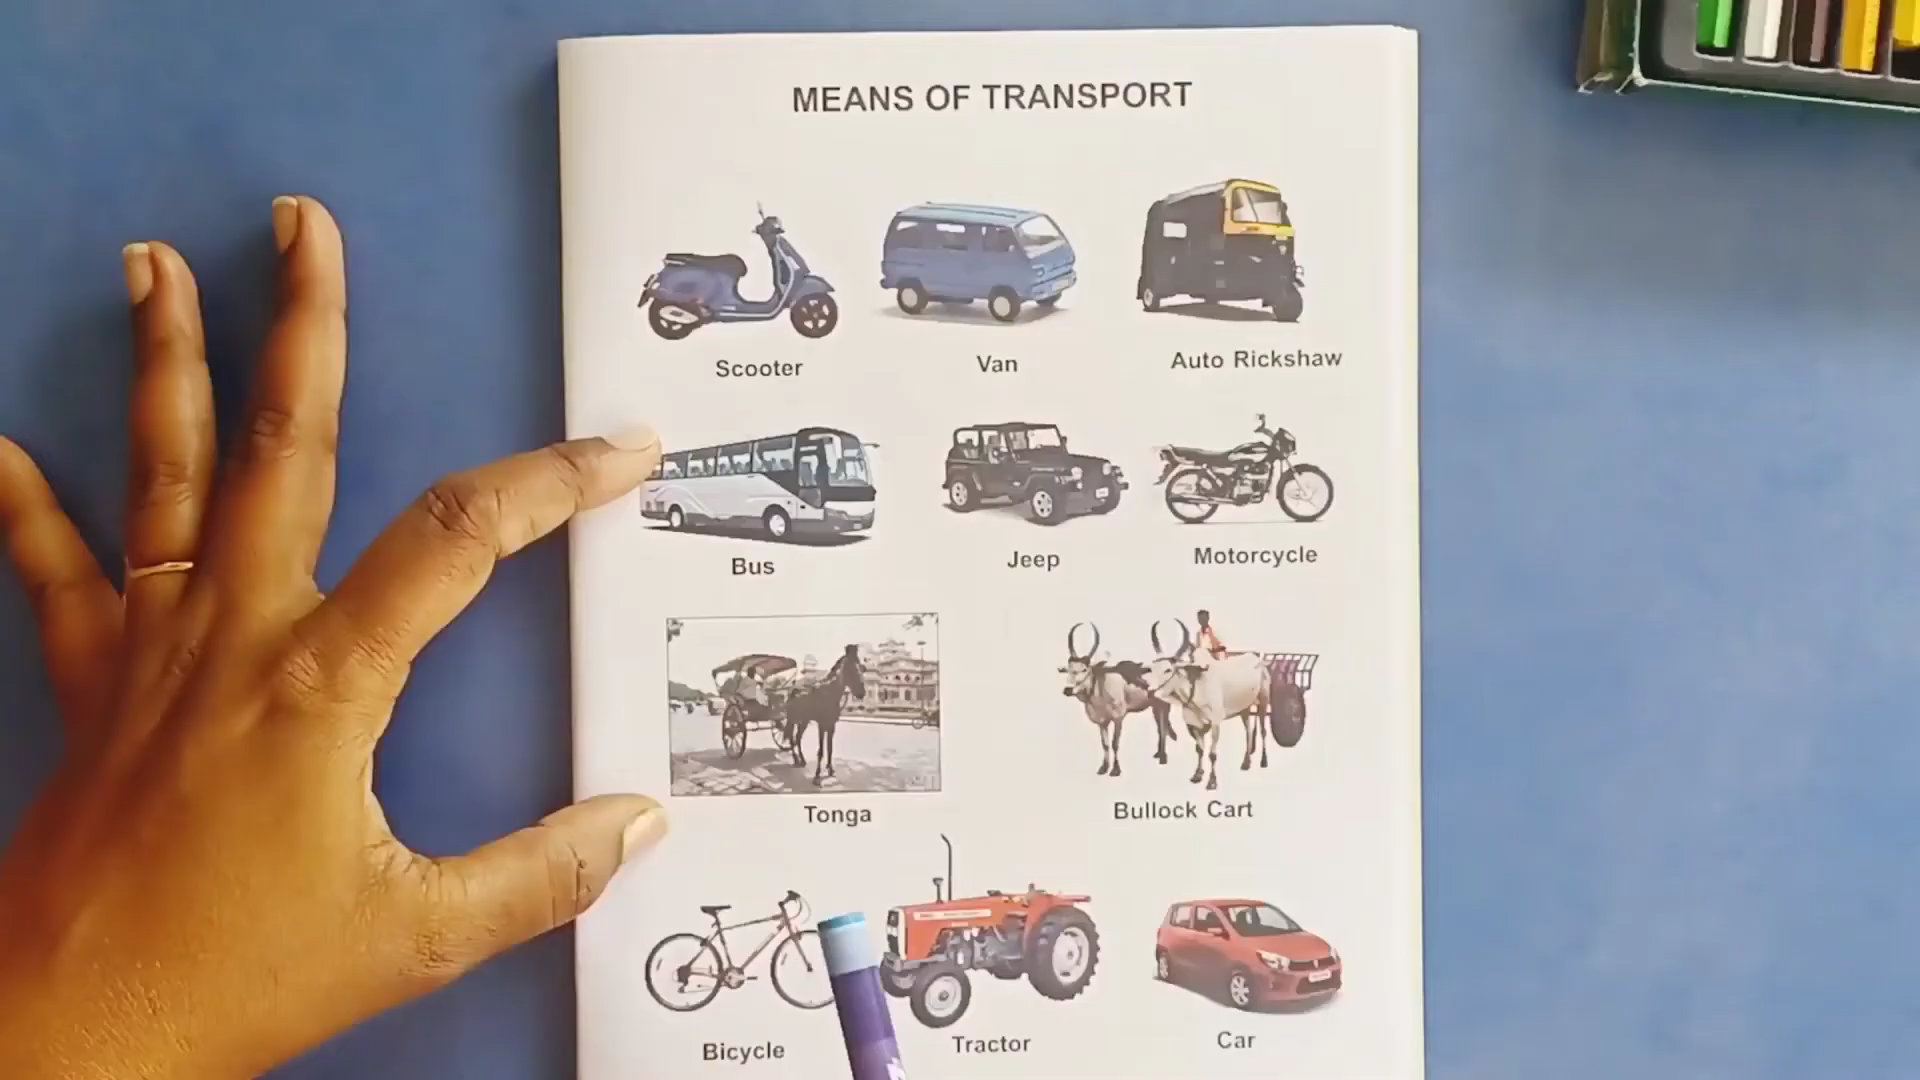 MEANS OF TRANSPORT
Scooter
Van
Auto Rickshaw
Bus
Jeep
Motorcycle
Tonga
Bullock Cart
Bicycle
Tractor
Car